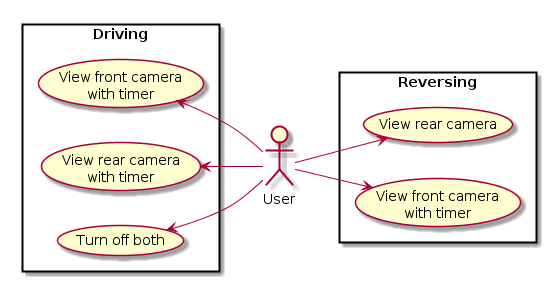 Driving
View front camera
with timer
View rear camera
with timer
Turn off both
User
Reversing
View rear camera
View front camera
with timer